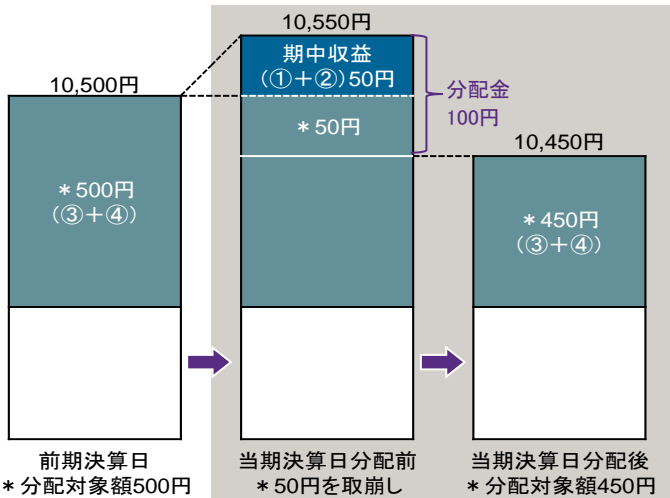 10,550円
期中収益
(①+②)50円
10,500円
分配金
100円
*50円
10,450円
*500円
(③+④)
*450円
(③+④)
前期決算日
*分配対象額500円
当期決算日分配前
*50円を取崩し
当期決算日分配後
*分配対象額450円